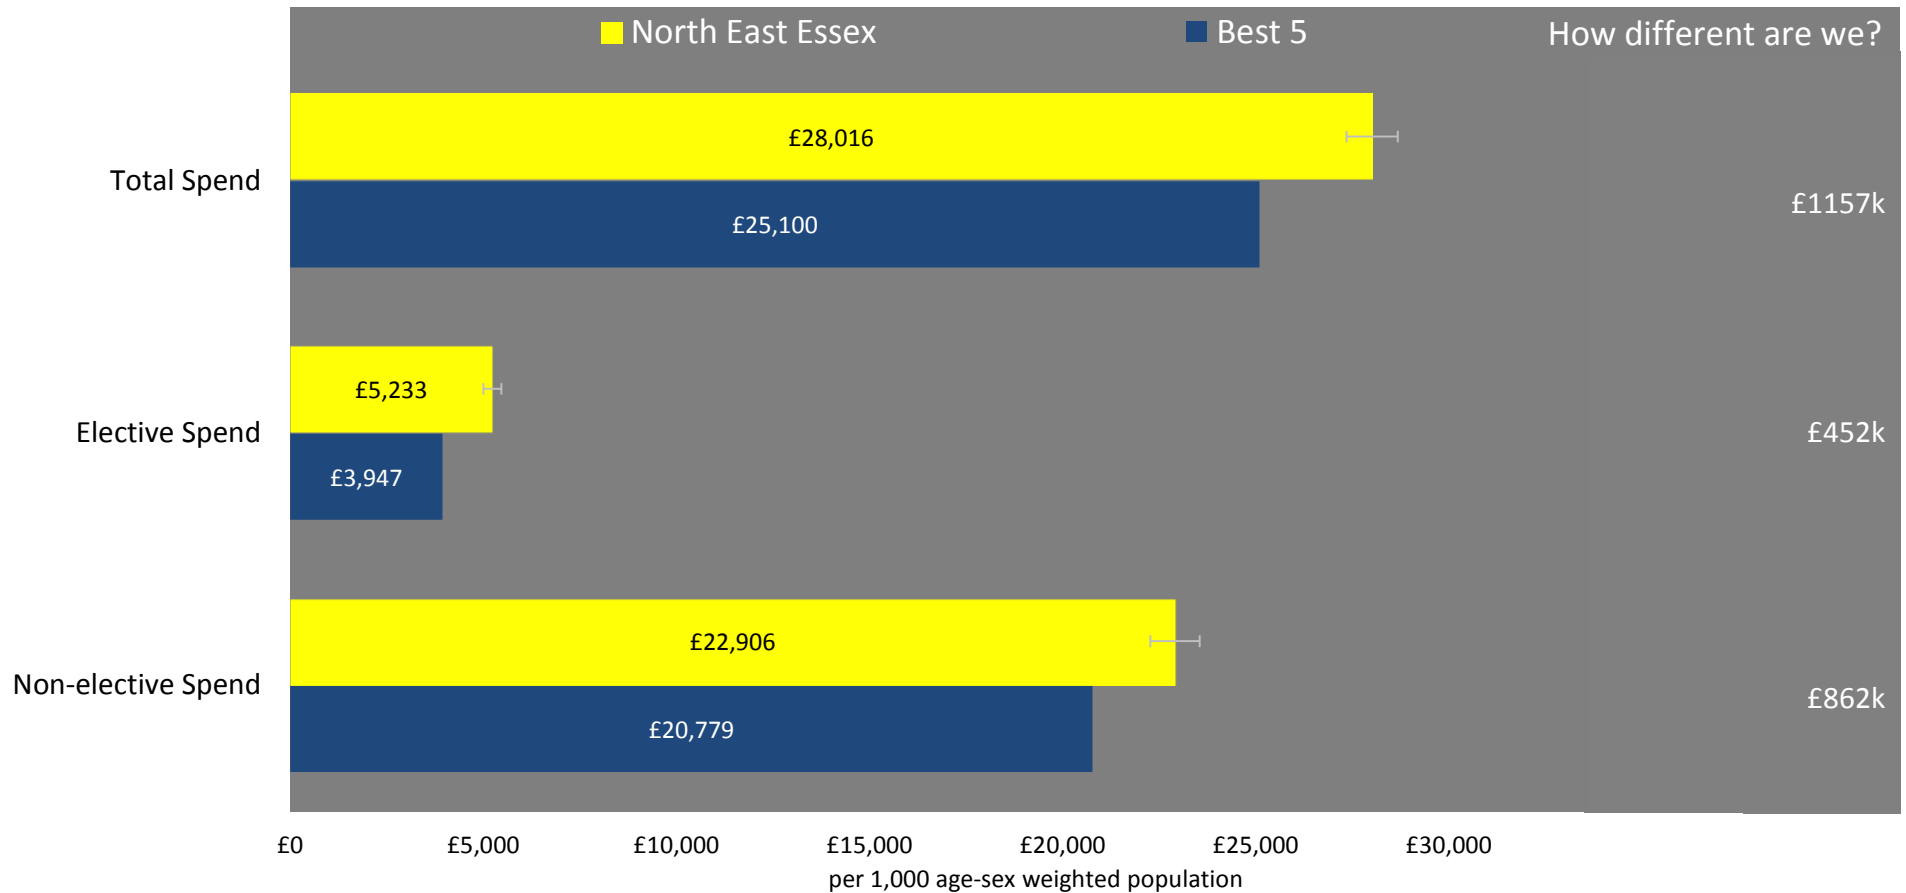 North East Essex
Best 5
How different are we?
Total Spend
£28,016
£25,100
£1157k
Elective Spend
£5,233
£3,947
£452k
Non-elective Spend
£22,906
£20,779
£862k
£0 £5,000 £10,000 £15,000 £20,000 £25,000 £30,000
per 1,000 age-sex weighted population